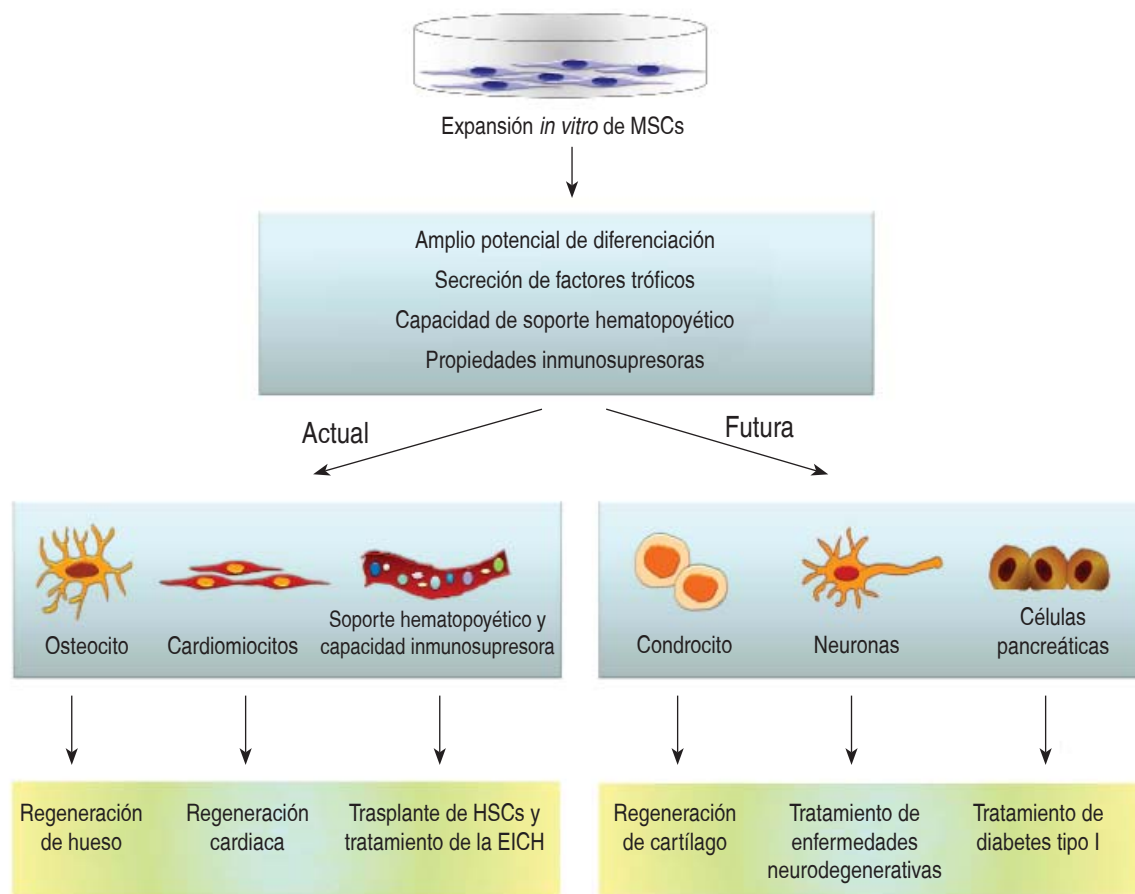 Expansión in vitro de MSCs
Amplio potencial de diferenciación
Secreción de factores tróficos
Capacidad de soporte hematopoyético
Propiedades inmunosupresoras
Actual
Futura
Osteocito
Cardiomiocitos
Soporte hematopoyético y
capacidad inmunosupresora
Condrocito
Neuronas
Células
pancreáticas
Regeneración
de hueso
Regeneración
cardiaca
Trasplante de HSCs y
tratamiento de la EICH
Regeneración
de cartílago
Tratamiento de
enfermedades
neurodegenerativas
Tratamiento de
diabetes tipo I